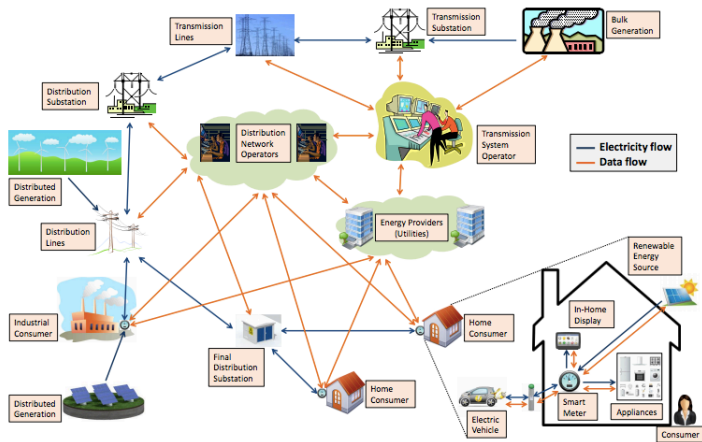 Transmission
Lines
Transmission
Substation
Bulk
Generation
Distribution
Substation
Distribution
Network
Operators
Transmission
System
Operator
Electricity flow
Data flow
Distributed
Generation
Distribution
Lines
Energy Providers
(Utilities)
Renewable
Energy
Source
Industrial
Consumer
In-Home
Display
Home
Consumer
Final
Distribution
Substation
Distributed
Generation
Home
Consumer
Electric
Vehicle
Smart
Meter
Appliances
Consumer